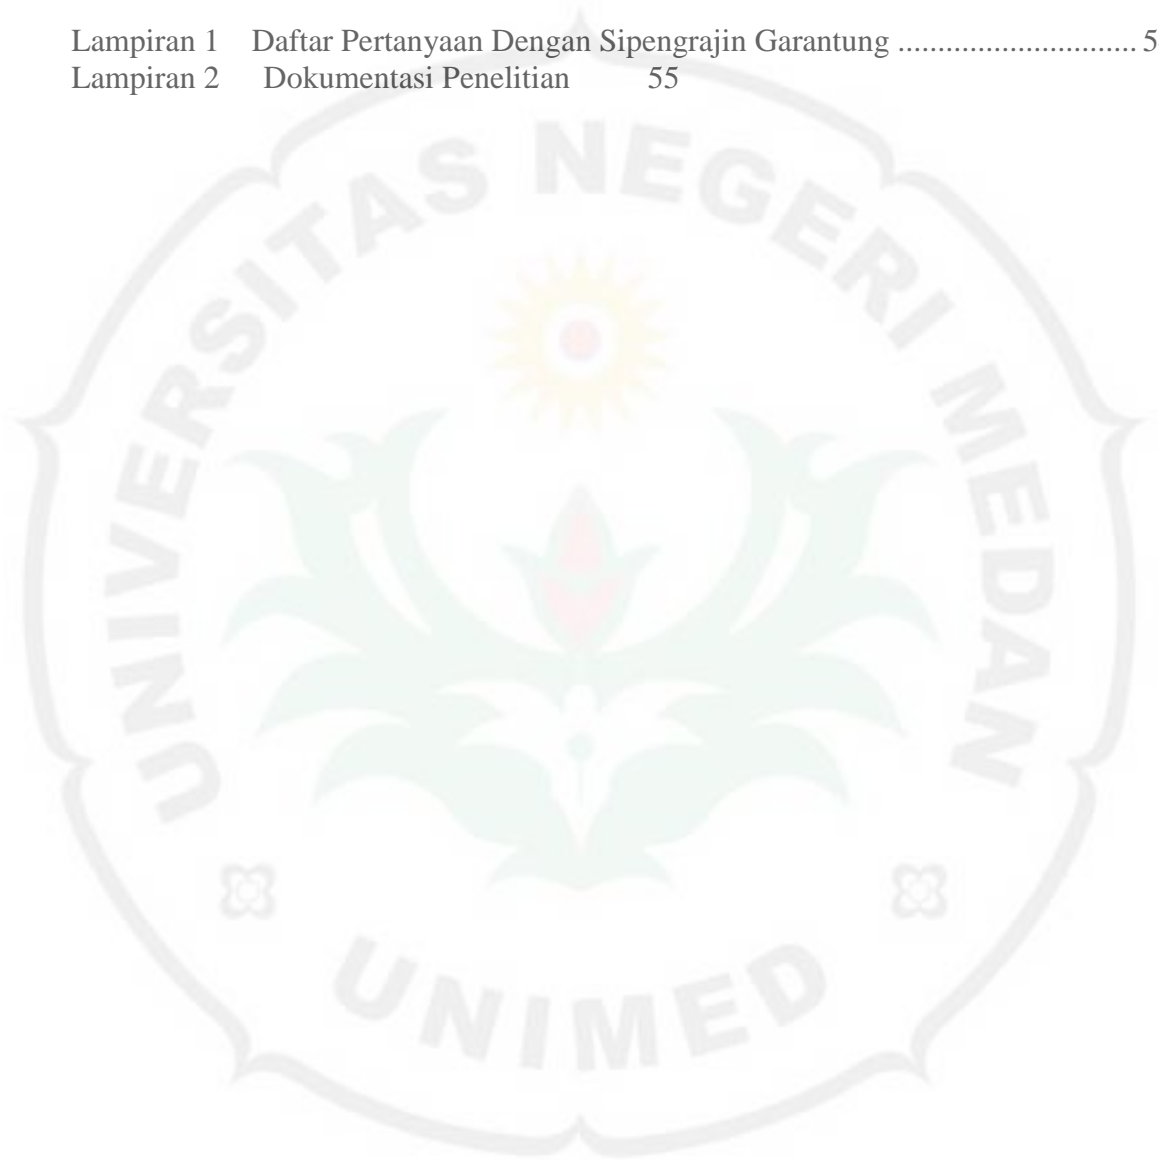 Lampiran 1 Daftar Pertanyaan Dengan Sipengrajin Garantung .............................. 5
Lampiran 2 Dokumentasi Penelitian 55
UNIVERSITAS NEGERI MEDAN
UNIMED